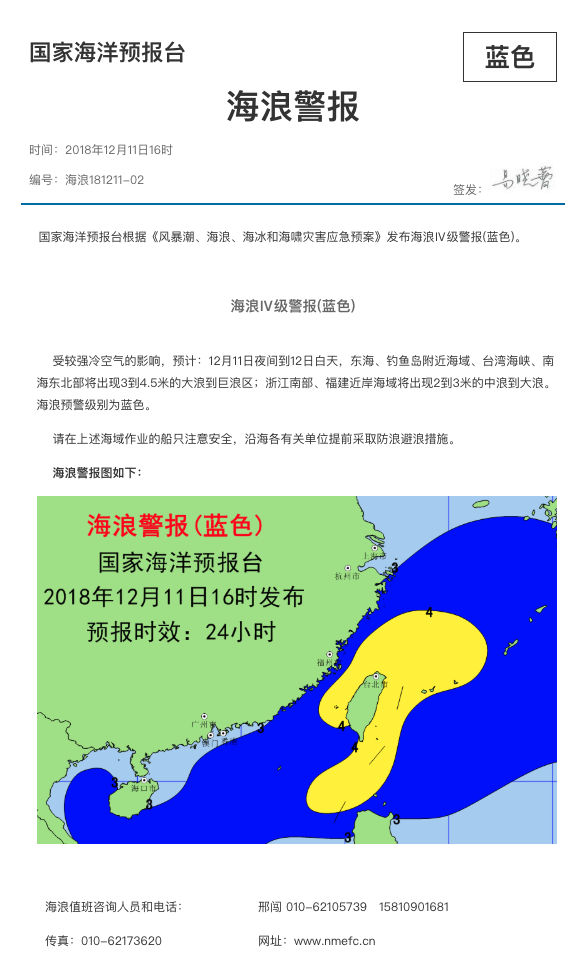 国家海洋预报台
蓝色
海浪警报
时间：2018年12月11日16时
编号：海浪181211-02
签发：
国家海洋预报台根据《风暴潮、海浪、海冰和海啸灾害应急预案》发布海浪IV级警报(蓝色)。
海浪IV级警报(蓝色)
受较强冷空气的影响，预计：12月11日夜间到12日白天，东海、钓鱼岛附近海域、台湾海峡、南
海东北部将出现3到4.5米的大浪到巨浪区；浙江南部、福建近岸海域将出现2到3米的中浪到大浪。
海浪预警级别为蓝色。
请在上述海域作业的船只注意安全，沿海各有关单位提前采取防浪避浪措施。
海浪警报图如下：
海浪警报(蓝色)
国家海洋预报台
2018年12月11日16时发布
预报时效：24小时
上海市
3
杭州市
4
福州
台北市
广州市
澳门
3
4
4
3
海口市
3
3
3
海浪值班咨询人员和电话：
邢闯 010-62105739 15810901681
传真：010-62173620
网址：www.nmefc.cn